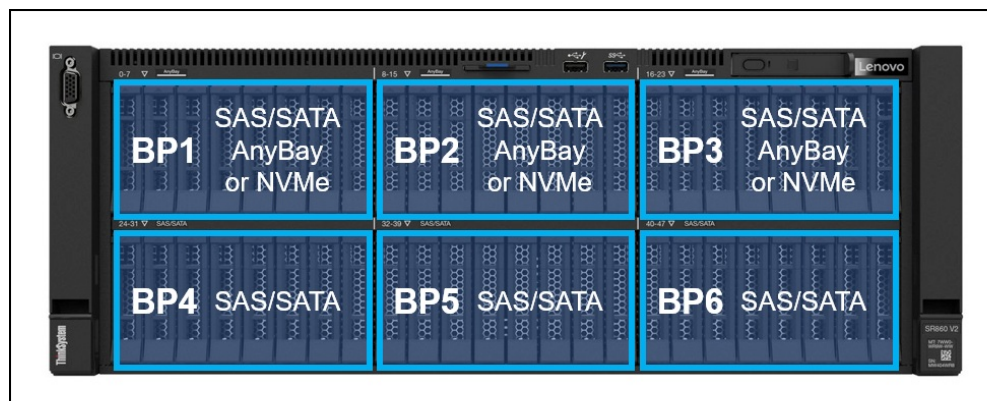 Lenovo
0-7 AnyBay
8-15 AnyBay
16-23 AnyBay
BP1
SAS/SATA
AnyBay
or NVMe
BP2
SAS/SATA
AnyBay
or NVMe
BP3
SAS/SATA
AnyBay
or NVMe
24-31 SAS/SATA
32-39 SAS/SATA
40-47 SAS/SATA
BP4 SAS/SATA
BP5 SAS/SATA
BP6 SAS/SATA
ThinkSystem
SR860 V2